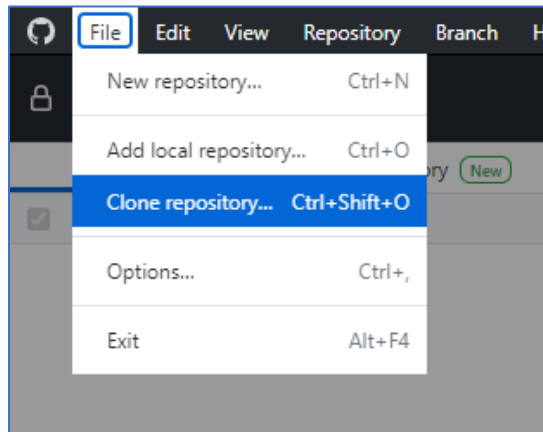 File Edit View Repository Branch H
New repository... Ctrl+N
Add local repository... Ctrl+O
ory New
Clone repository... Ctrl+Shift+O
Options... Ctrl+,
Exit Alt+F4